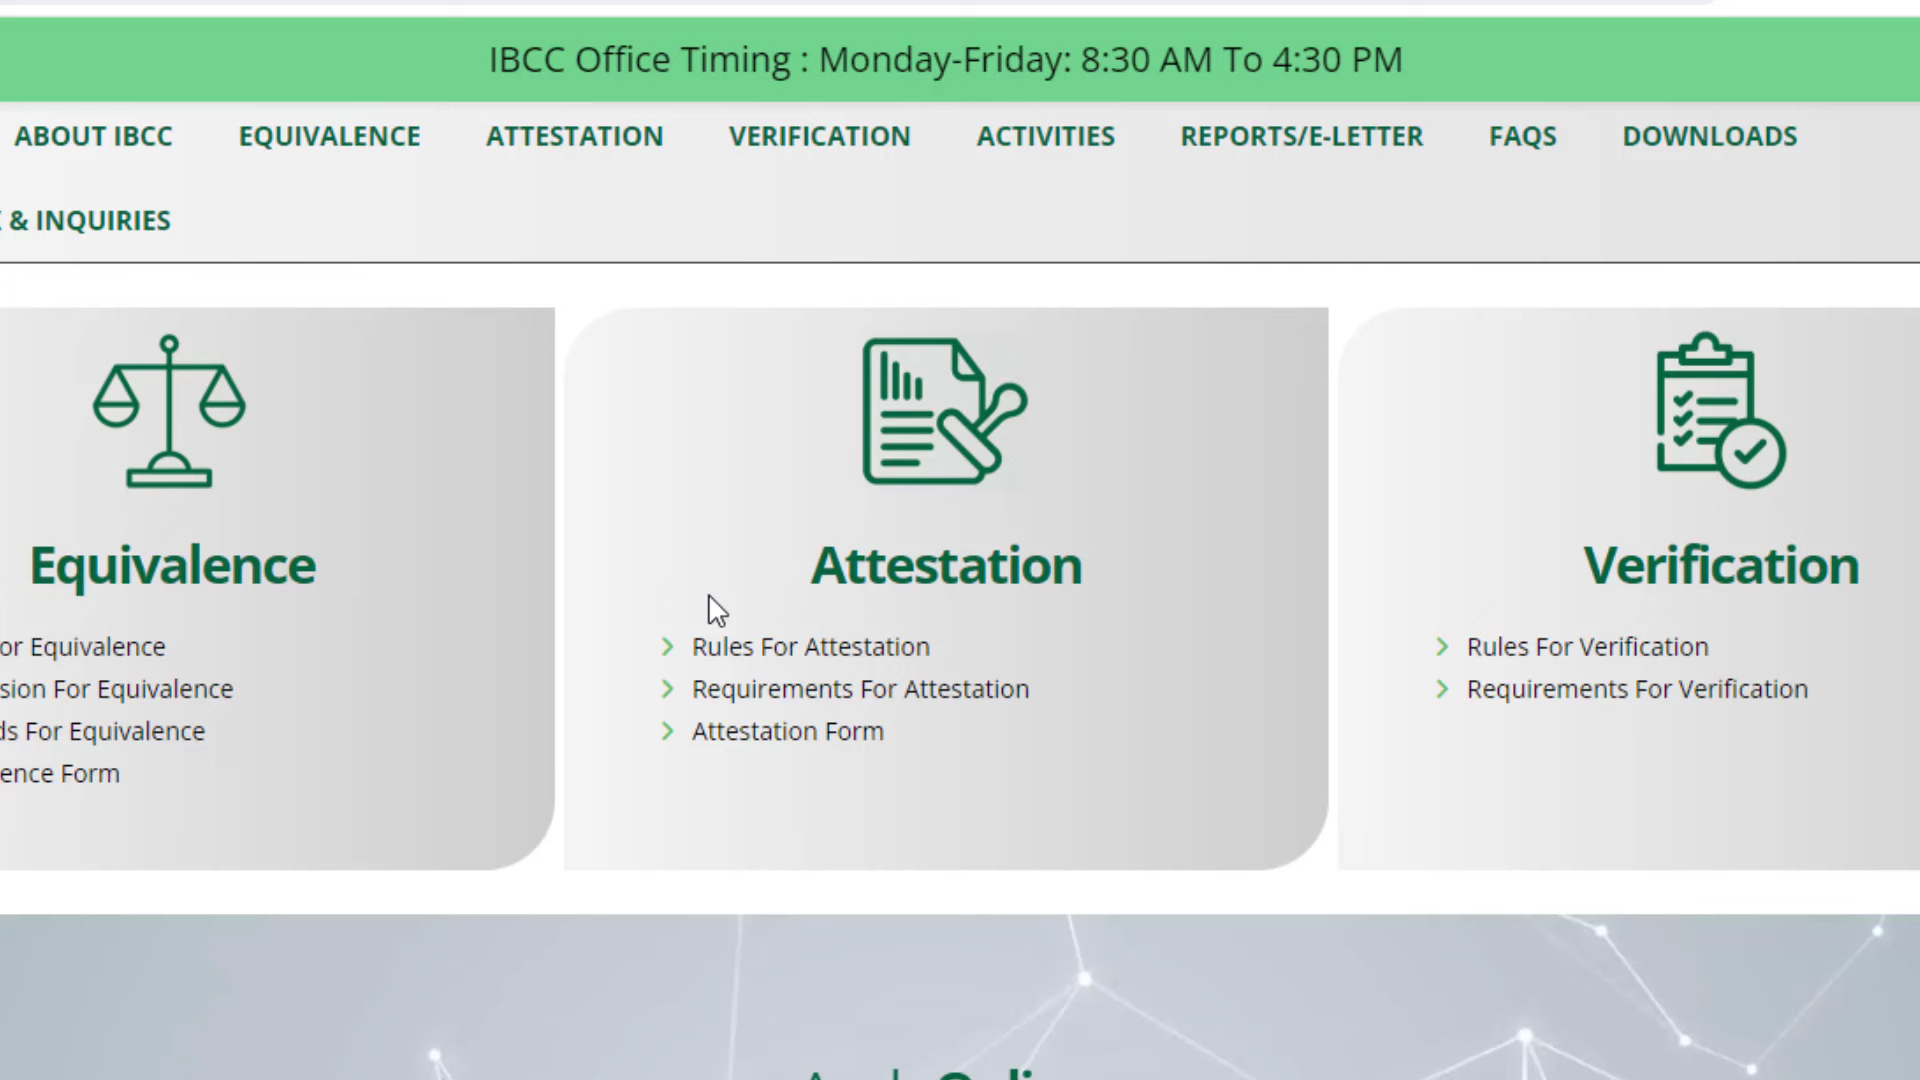 IBCC Office Timing : Monday-Friday: 8:30 AM To 4:30 PM
ABOUT IBCC EQUIVALENCE ATTESTATION VERIFICATION ACTIVITIES REPORTS/E-LETTER FAQS DOWNLOADS
& INQUIRIES
Equivalence
or Equivalence
sion For Equivalence
ds For Equivalence
ence Form
Attestation
Rules For Attestation
Requirements For Attestation
Attestation Form
Verification
Rules For Verification
Requirements For Verification